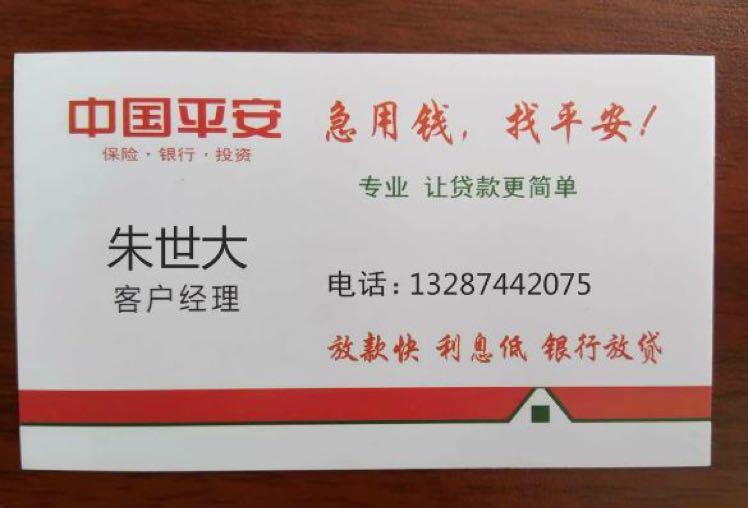 中国平安
保险·银行·投资
急用钱，找平安！
专业 让贷款更简单
朱世大
客户经理
电话：13287442075
放款快 利息低 银行放贷